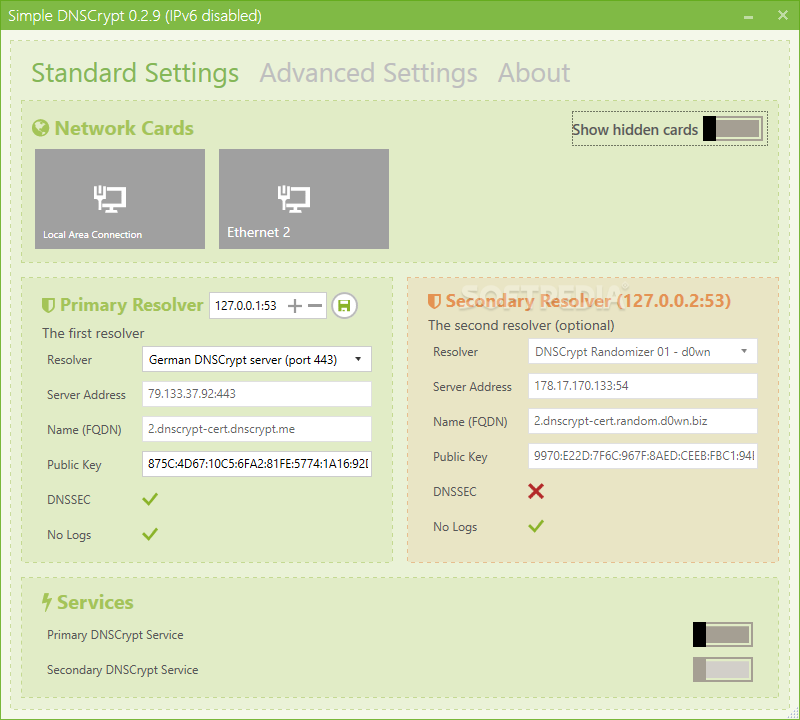 Simple DNSCrypt 0.2.9 (IPv6 disabled)
Standard Settings Advanced Settings About
Network Cards
Show hidden cards
Local Area Connection
Ethernet 2
Primary Resolver 127.0.0.1:53
The first resolver
Resolver German DNSCrypt server (port 443)
Server Address 79.133.37.92:443
Name (FQDN) 2.dnscrypt-cert.dnscrypt.me
Public Key 875C:4D67:10C5:6FA2:81FE:5774:1A16:92D
DNSSEC
No Logs
SOFTPEDIA
Secondary Resolver (127.0.0.2:53)
The second resolver (optional)
Resolver DNSCrypt Randomizer 01 - d0wn
Server Address 178.17.170.133:54
Name (FQDN) 2.dnscrypt-cert.random.d0wn.biz
Public Key 9970:E22D:7F6C:967F:8AED:CEEB:FBC1:94
DNSSEC
No Logs
Services
Primary DNSCrypt Service
Secondary DNSCrypt Service